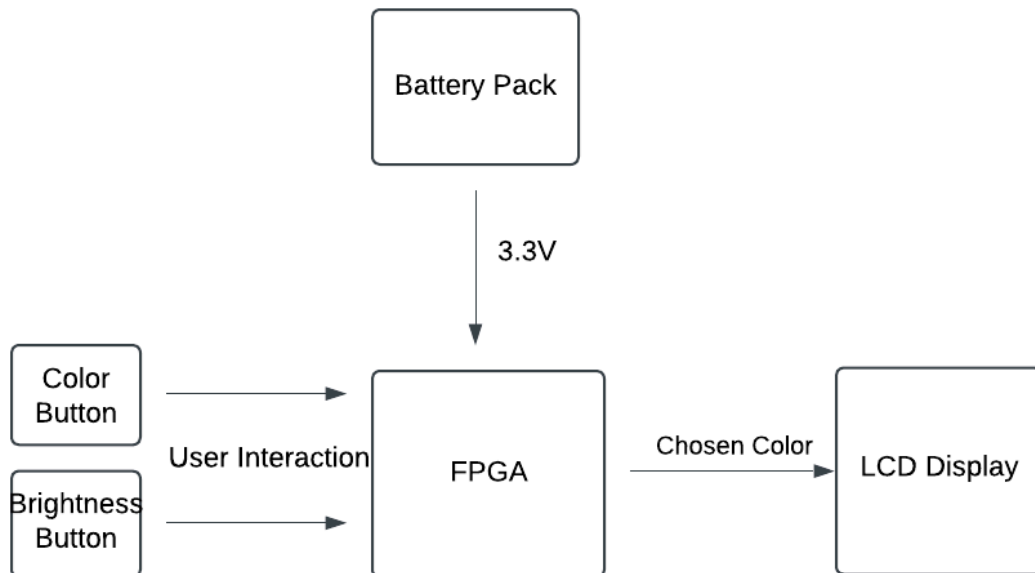 Battery Pack
3.3V
Color
Button
User Interaction
Brightness
Button
FPGA
Chosen Color
LCD Display